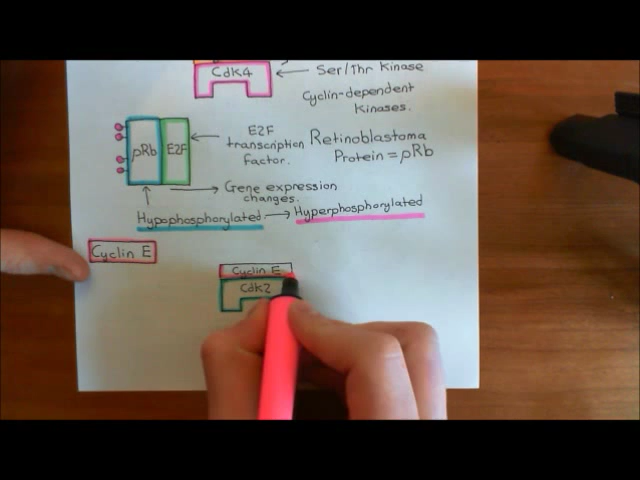 Cdk4
Ser/Thr Kinase
Cyclin-dependent
Kinases.
pRb
E2F
E2F
transcription
factor.
Retinoblastoma
Protein = pRb
Gene expression
changes.
Hypophosphorylated
Hyperphosphorylated
Cyclin E
Cyclin E
Cdk2